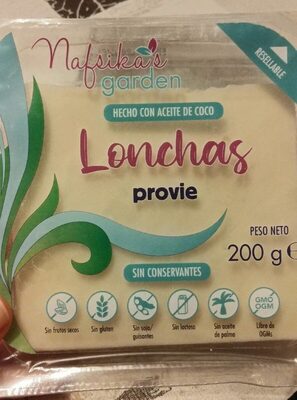 Nafsika's
garden
RESELLABLE
HECHO CON ACEITE DE COCO
Lonchas
provie
PESO NETO
200 g e
SIN CONSERVANTES
GMO
OGM
Sin frutos secos
Sin gluten
Sin soja/
guisantes
Sin lactosa
Sin aceite
de palma
Libre de
OGMs